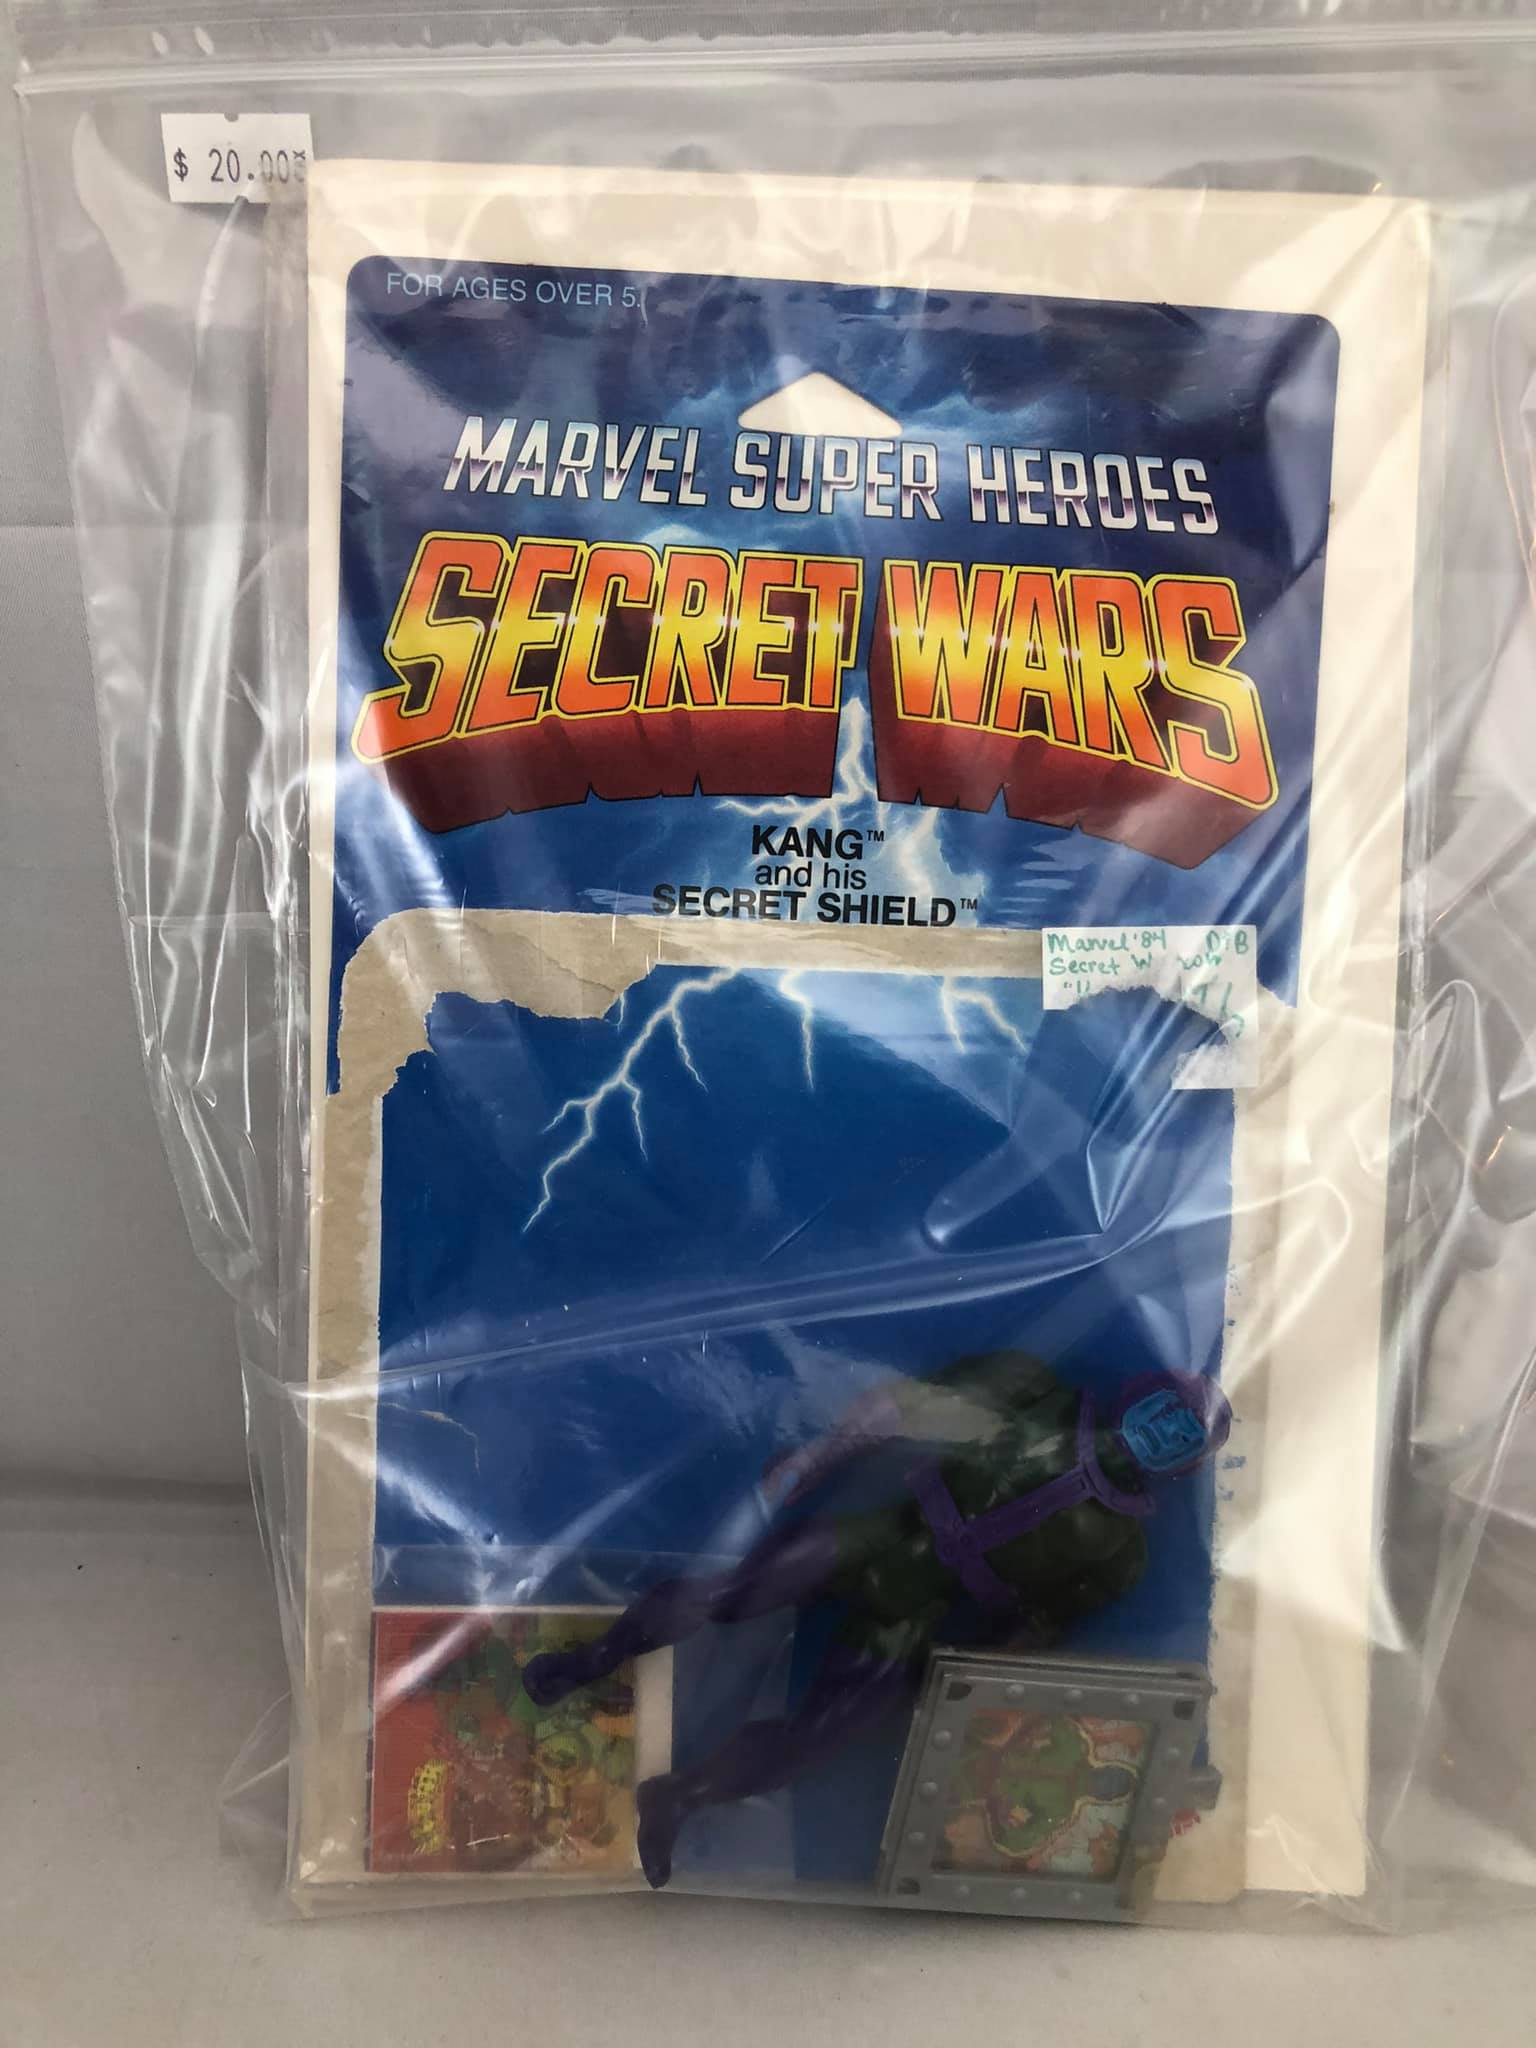 $ 20.00
FOR AGES OVER 5.
MARVEL SUPER HEROES
SECRET WARS
KANG™
and his
SECRET SHIELD™
Marvel '84
Secret W